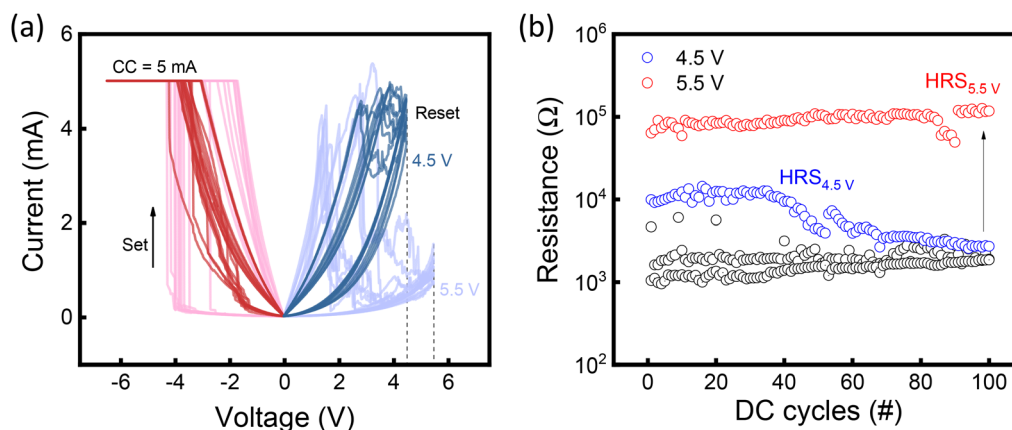 (a)
CC = 5 mA
Set
Reset
4.5 V
5.5 V
Current (mA)
6
4
2
0
-6
-4
-2
0
2
4
6
Voltage (V)
(b)
4.5 V
5.5 V
HRS5.5 V
HRS4.5 V
Resistance (Ω)
10^6
10^5
10^4
10^3
10^2
0
20
40
60
80
100
DC cycles (#)